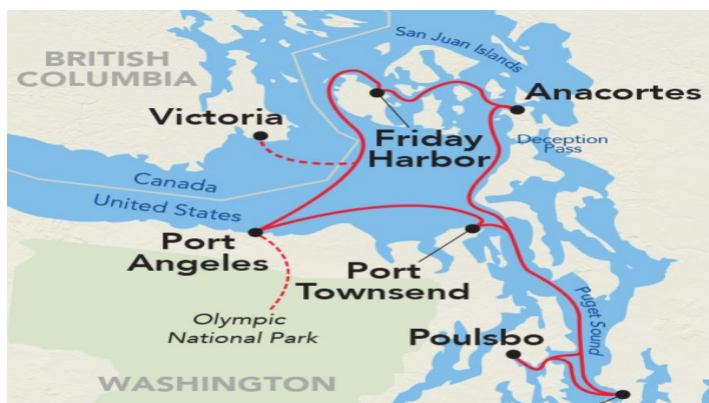 BRITISH
COLUMBIA
San Juan Islands
Anacortes
Victoria
Friday
Harbor
Deception
Pass
Canada
United States
Port
Angeles
Port
Townsend
Olympic
National Park
Puget Sound
Poulsbo
WASHINGTON